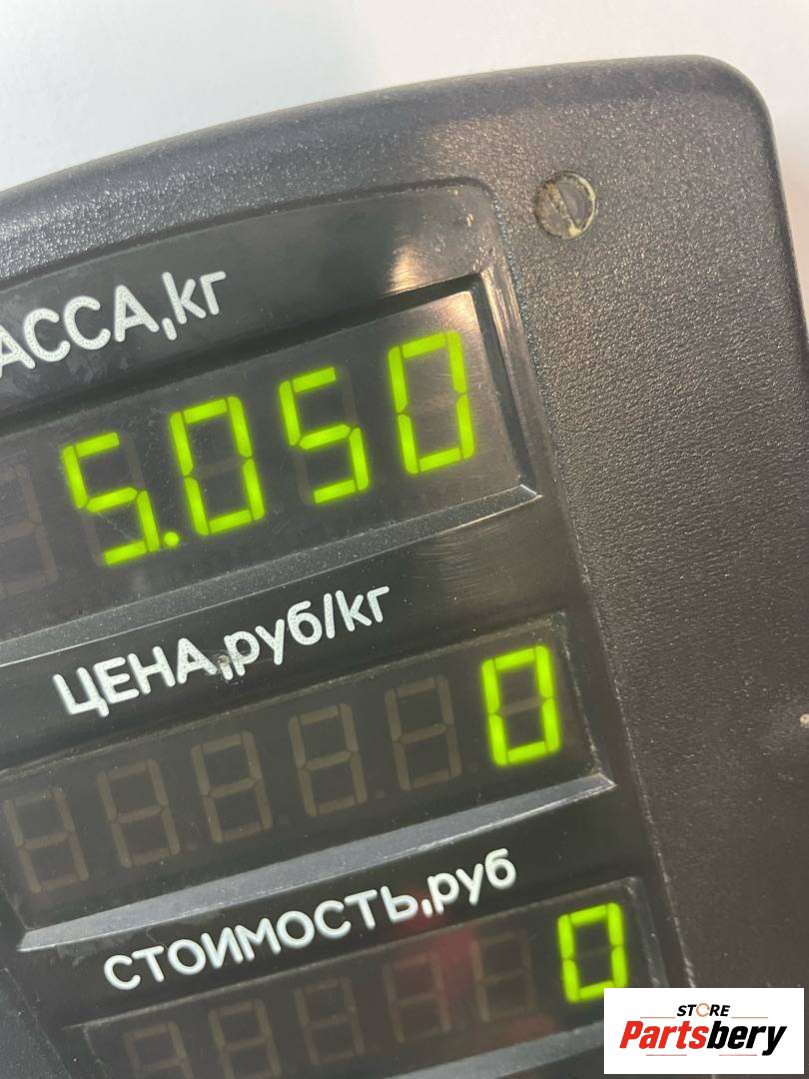 АССА,кг
5.050
ЦЕНА,руб/кг
0
СТОИМОСТЬ,руб
0
STORE
Partsbery